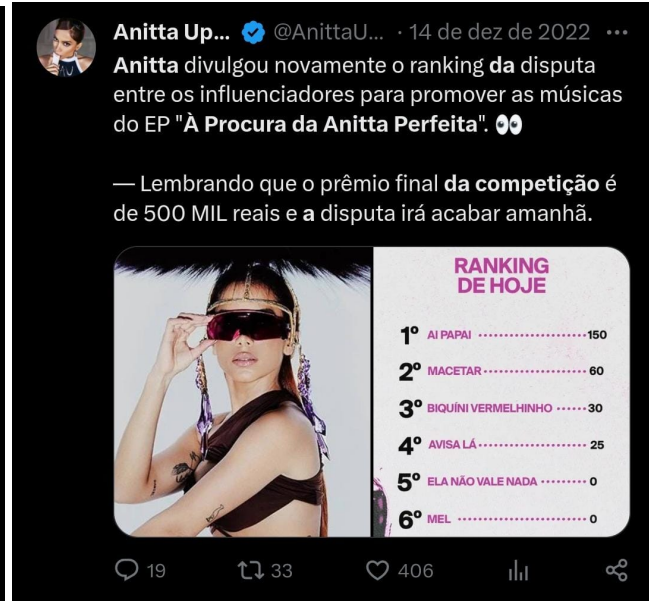 Anitta Up... @AnittaU... · 14 de dez de 2022 ···
Anitta divulgou novamente o ranking da disputa
entre os influenciadores para promover as músicas
do EP "À Procura da Anitta Perfeita". 👀
— Lembrando que o prêmio final da competição é
de 500 MIL reais e a disputa irá acabar amanhã.
RANKING
DE HOJE
1º AI PAPAI 150
2º MACETAR 60
3º BIQUÍNI VERMELHINHO 30
4º AVISA LÁ 25
5º ELA NÃO VALE NADA 0
6º MEL 0
19 33 406